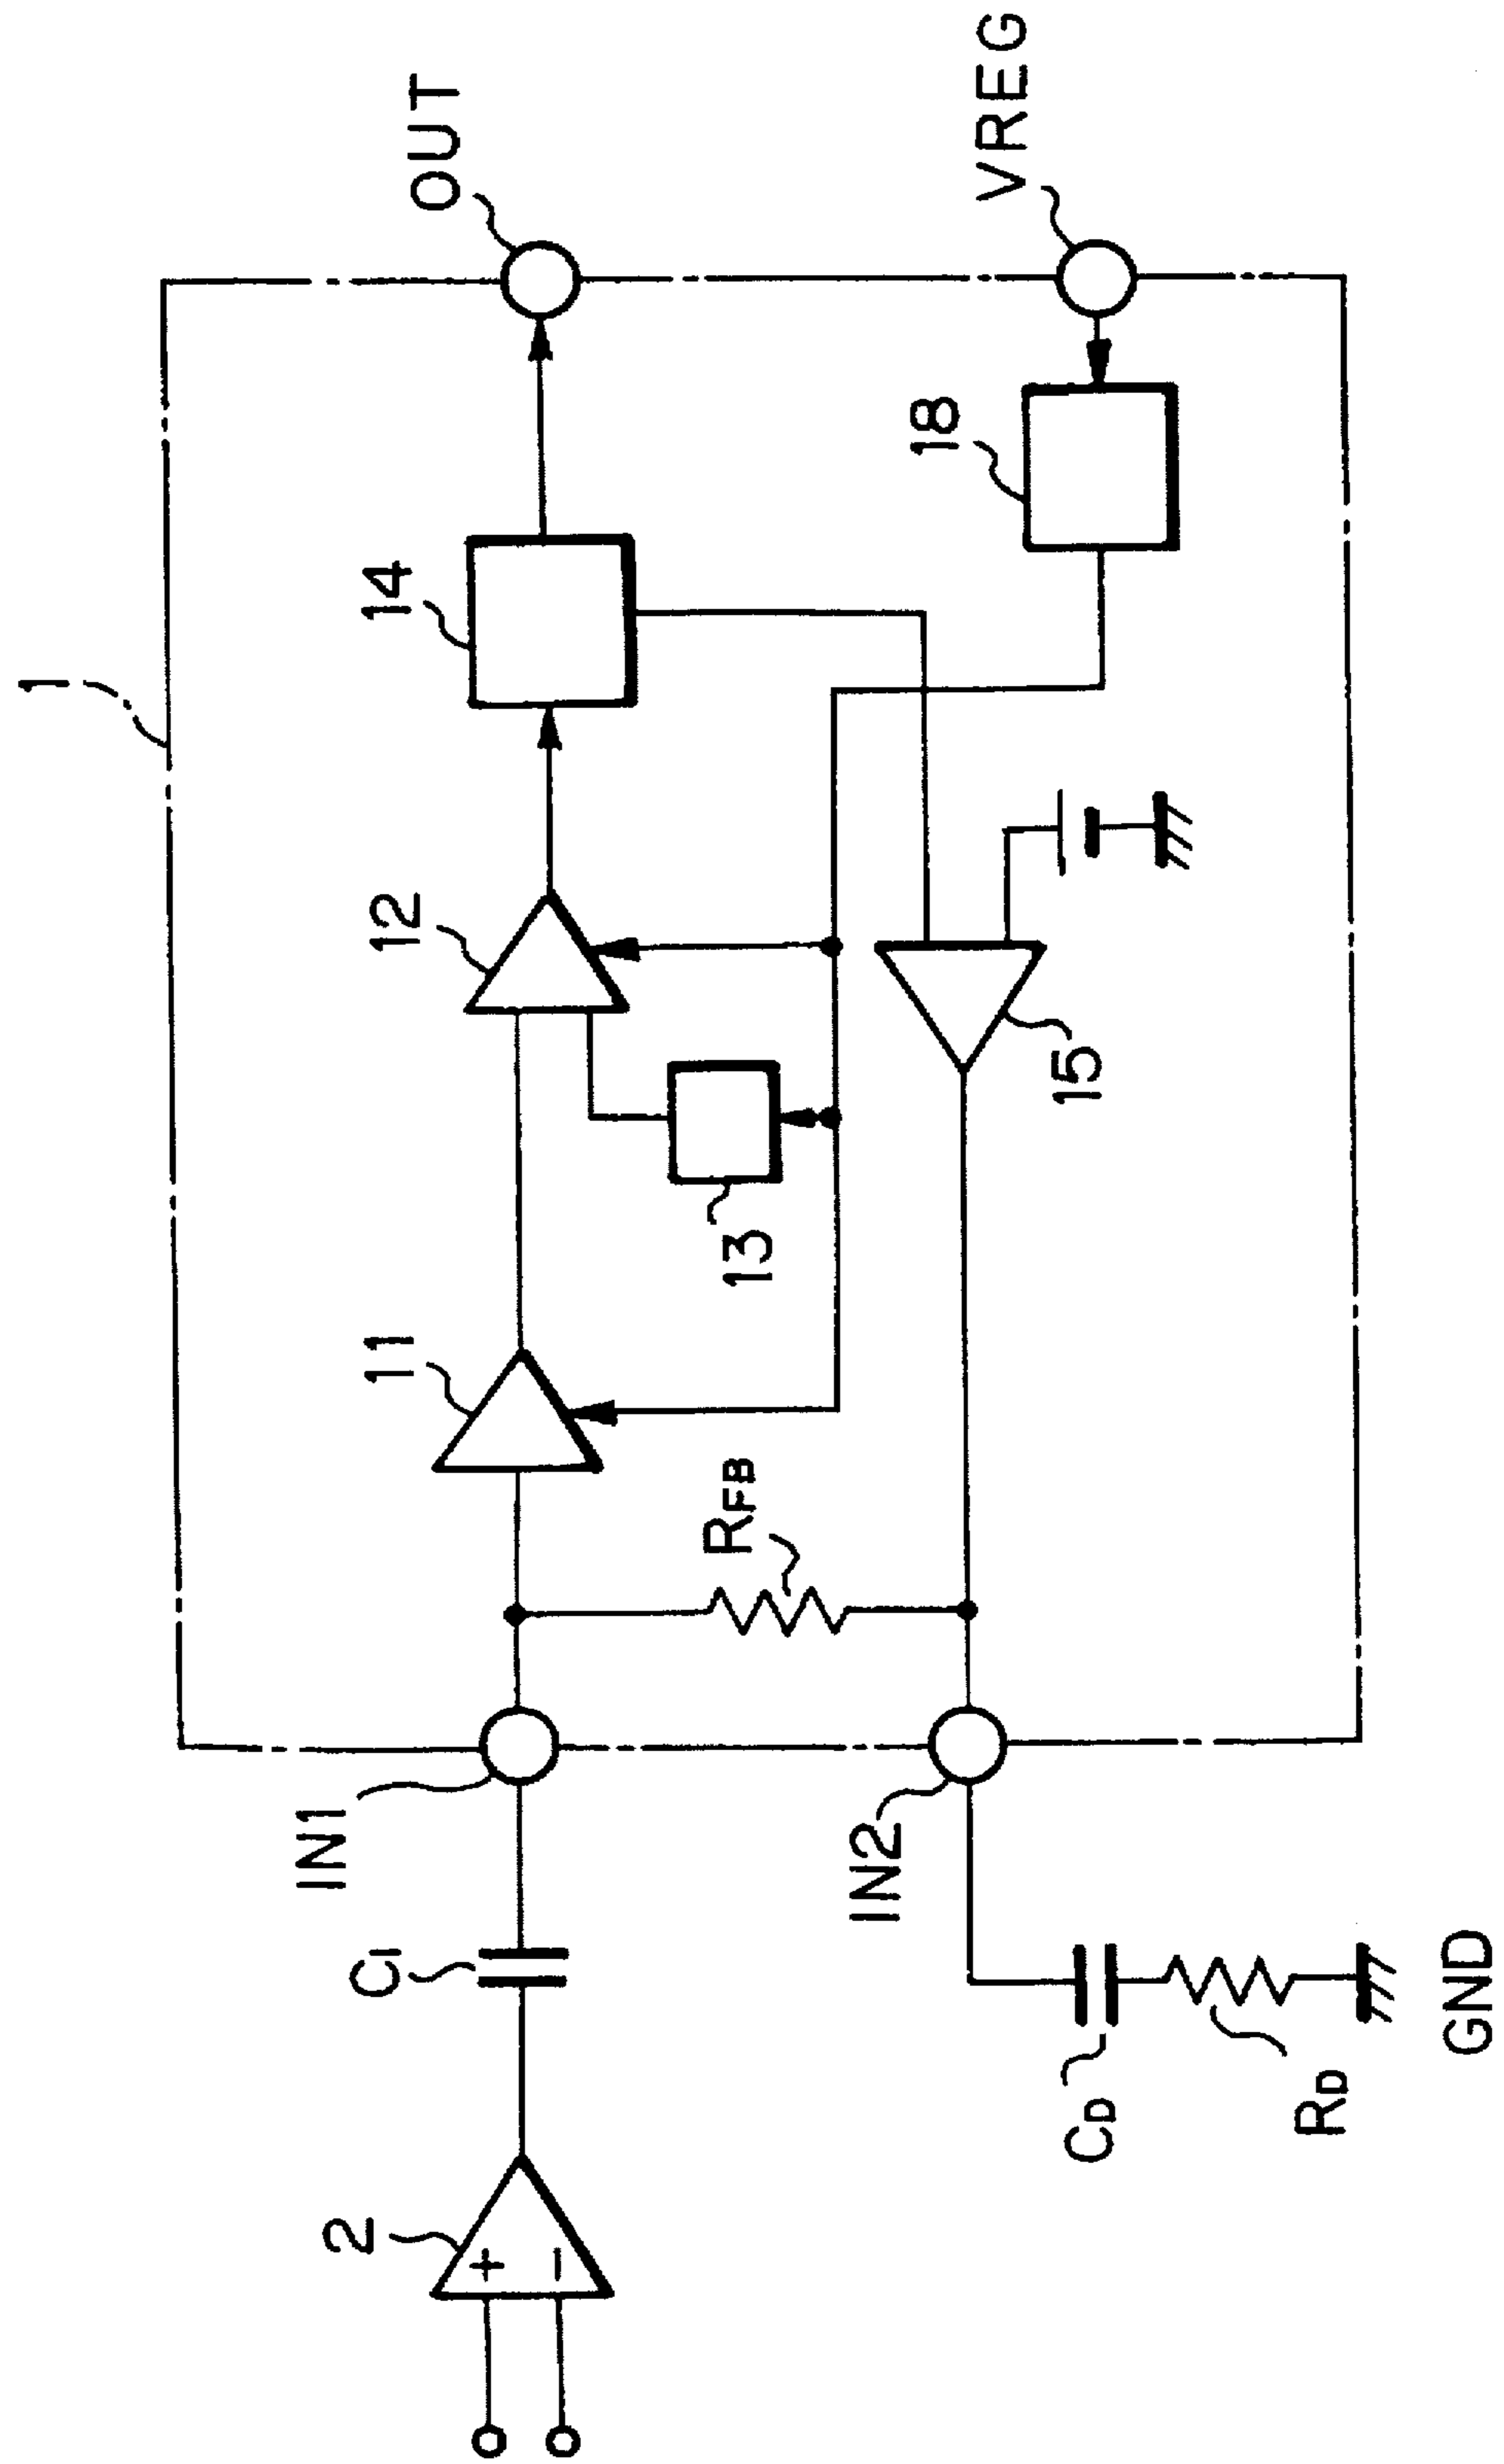 1
OUT
VREG
14
18
12
13
15
11
RFB
IN1
IN2
CI
CD
RD
GND
2
+
−